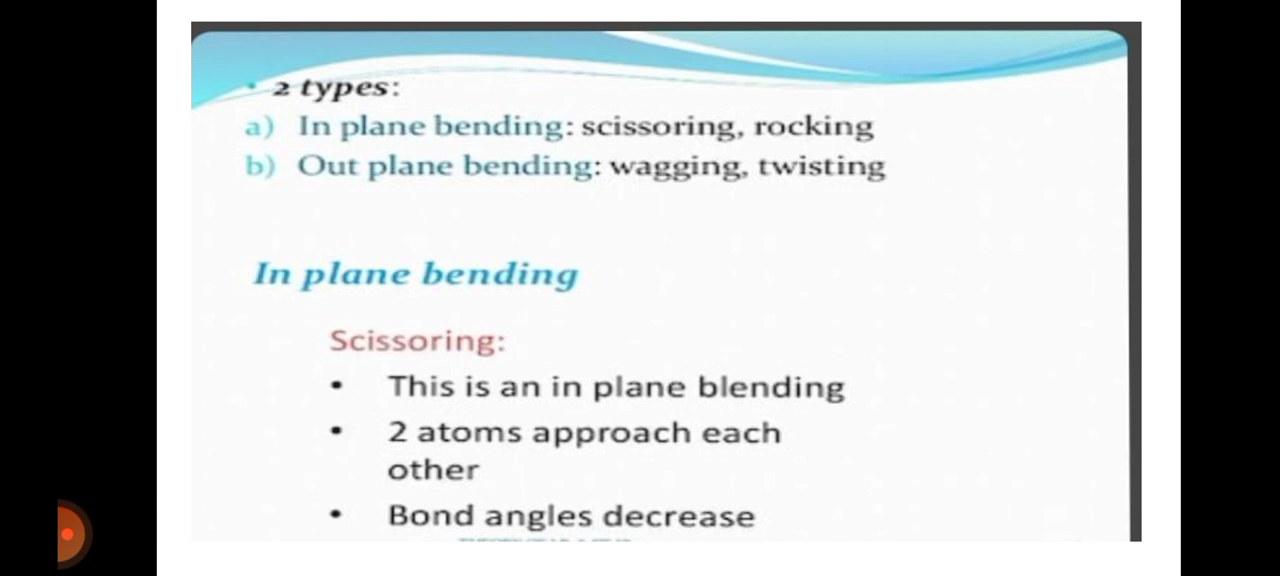 • 2 types:
a) In plane bending: scissoring, rocking
b) Out plane bending: wagging, twisting
In plane bending
Scissoring:
• This is an in plane blending
• 2 atoms approach each
other
• Bond angles decrease